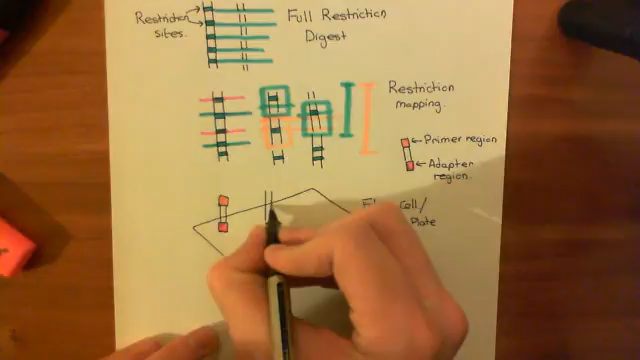 Restriction
sites.
Full Restriction
Digest
Restriction
mapping.
Primer region
Adapter
region.
Cell/
Plate